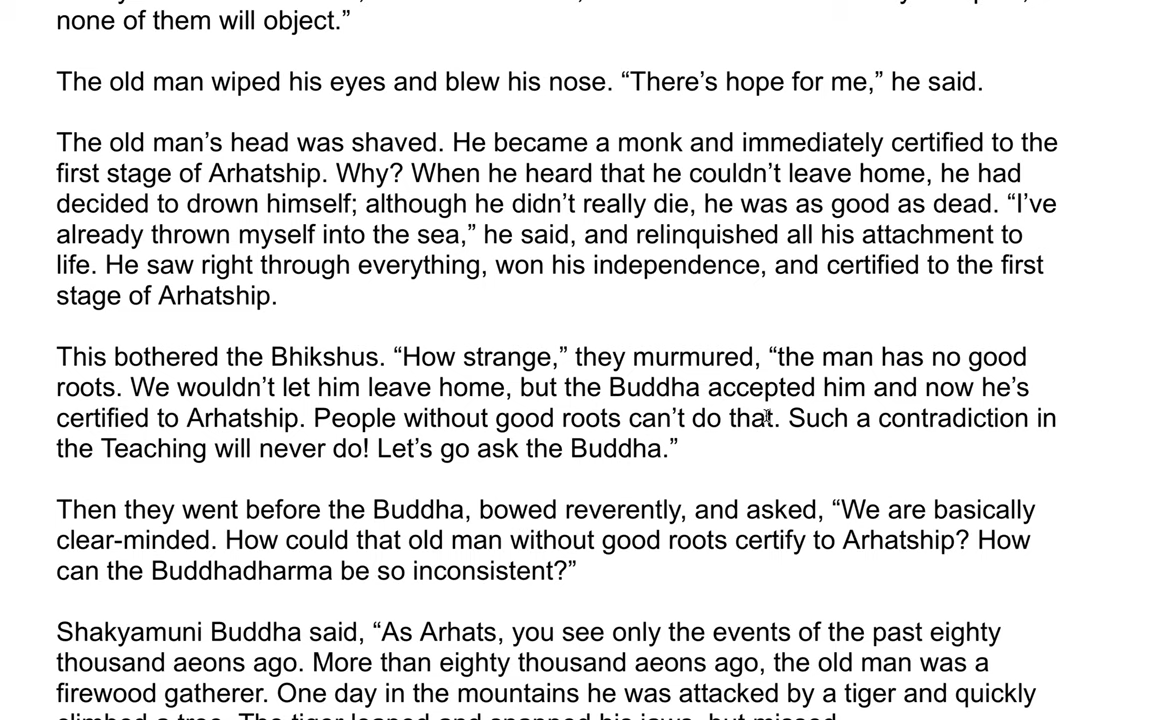 none of them will object.”
The old man wiped his eyes and blew his nose. “There’s hope for me,” he said.
The old man’s head was shaved. He became a monk and immediately certified to the
first stage of Arhatship. Why? When he heard that he couldn’t leave home, he had
decided to drown himself; although he didn’t really die, he was as good as dead. “I’ve
already thrown myself into the sea,” he said, and relinquished all his attachment to
life. He saw right through everything, won his independence, and certified to the first
stage of Arhatship.
This bothered the Bhikshus. “How strange,” they murmured, “the man has no good
roots. We wouldn’t let him leave home, but the Buddha accepted him and now he’s
certified to Arhatship. People without good roots can’t do that. Such a contradiction in
the Teaching will never do! Let’s go ask the Buddha.”
Then they went before the Buddha, bowed reverently, and asked, “We are basically
clear-minded. How could that old man without good roots certify to Arhatship? How
can the Buddhadharma be so inconsistent?”
Shakyamuni Buddha said, “As Arhats, you see only the events of the past eighty
thousand aeons ago. More than eighty thousand aeons ago, the old man was a
firewood gatherer. One day in the mountains he was attacked by a tiger and quickly
climbed a tree. The tiger leaped and snapped his jaws, but missed.